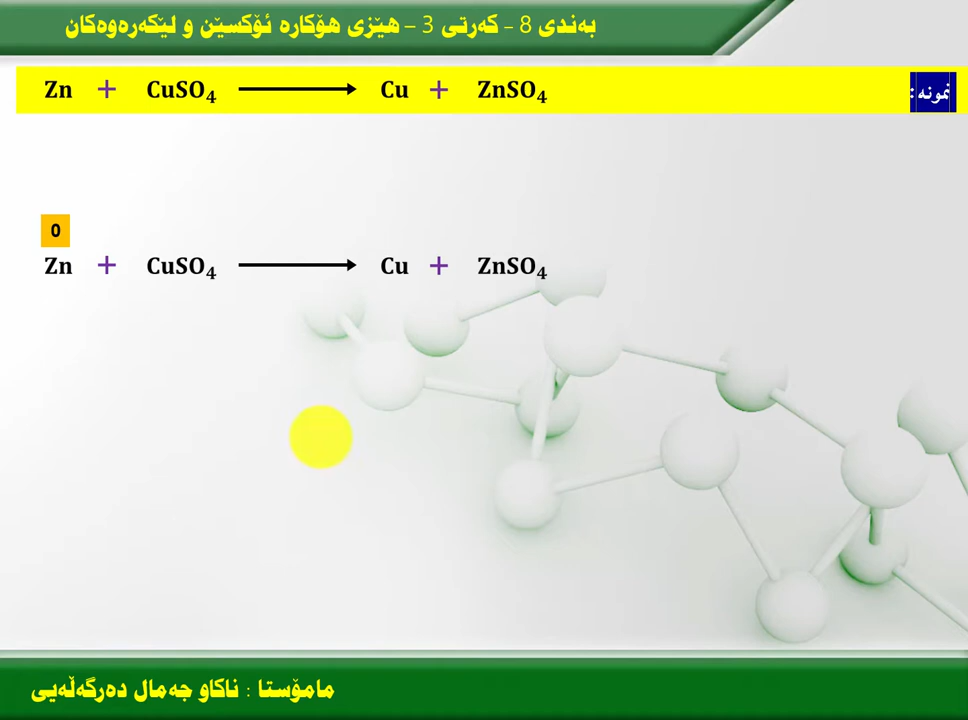 بەندی 8 - کەرتی 3 – هێزی هۆکارە ئۆکسێن و لێکەرەوەکان
نمونە :
Zn + CuSO₄ ⟶ Cu + ZnSO₄
0
Zn + CuSO₄ ⟶ Cu + ZnSO₄
مامۆستا : ناکاو جەمال دەرگەڵەیی